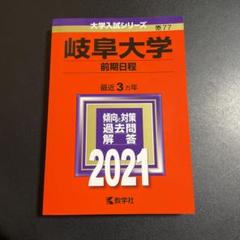 大学入試シリーズ
77
岐阜大学
前期日程
最近3カ年
傾向と対策
過去問
解答
2021
教学社